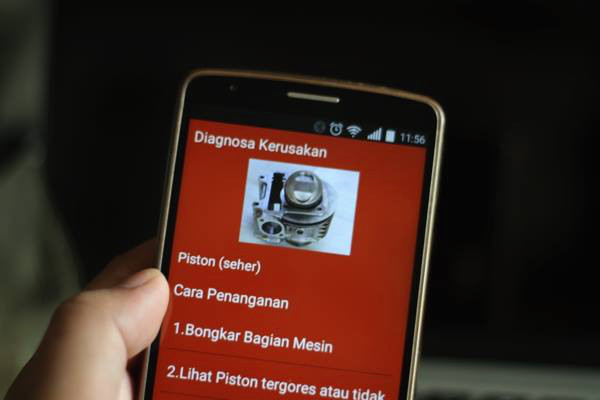 11:56
Diagnosa Kerusakan
Piston (seher)
Cara Penanganan
1.Bongkar Bagian Mesin
2.Lihat Piston tergores atau tidak